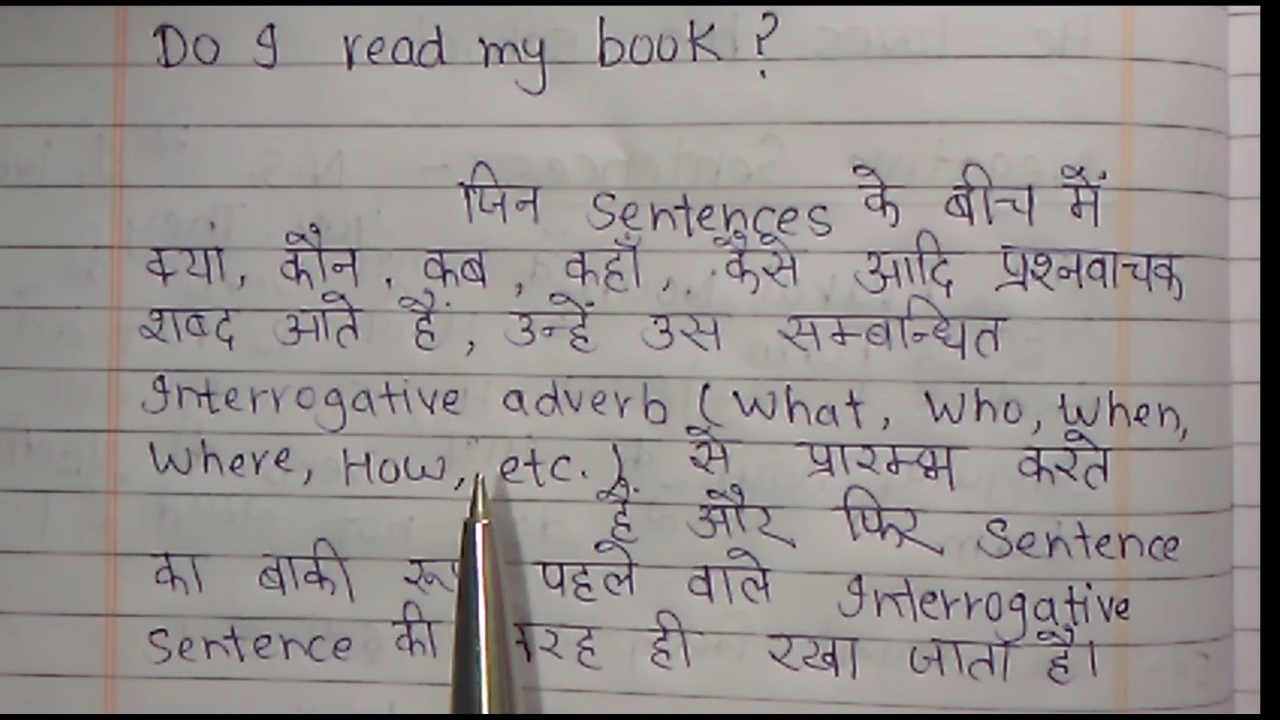 Do I read my book?
जिन sentences के बीच में
क्यां, कौन, कब, कहाँ, कैसे आदि प्रश्नवाचक
शब्द आते हैं, उन्हें उस सम्बन्धित
Interrogative adverb (What, Who, When,
Where, How, etc.) से प्रारम्भ करते
हैं और फिर Sentence
का बाकी पहले वाले Interrogative
Sentence की ही रखा जाता है।